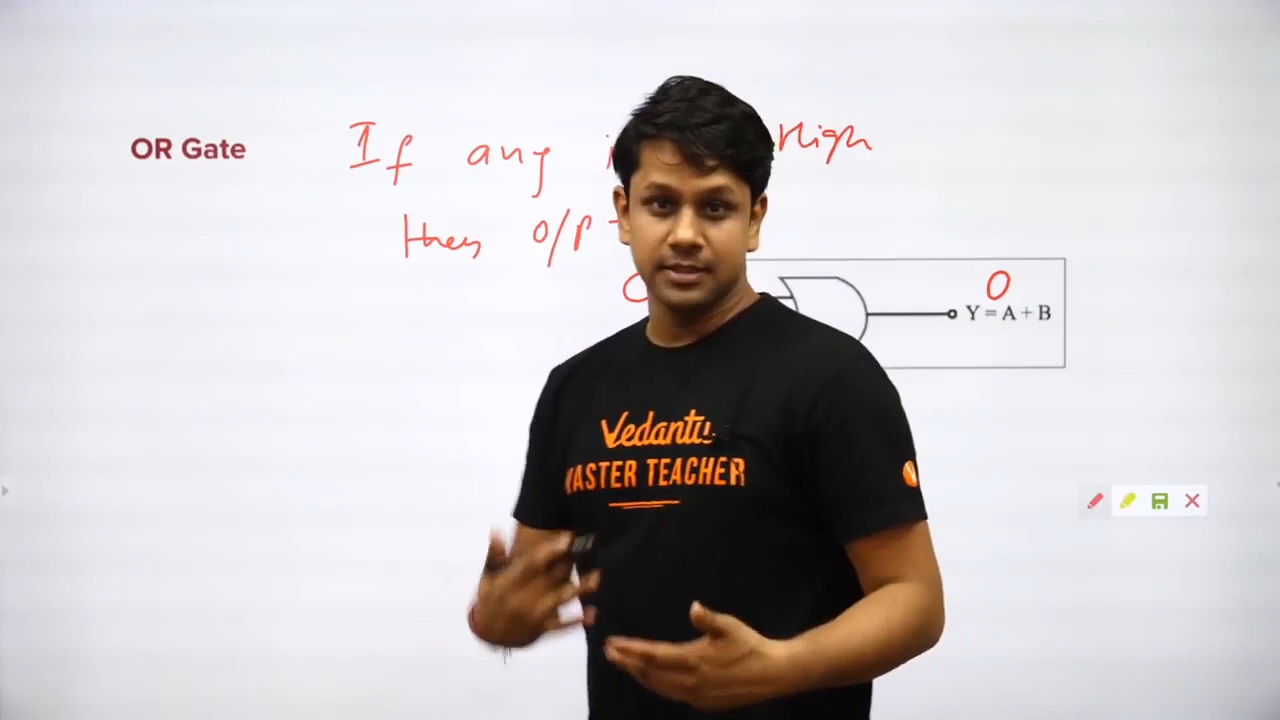 OR Gate
If any High
then O/P
0
Y = A + B
Vedantu
MASTER TEACHER